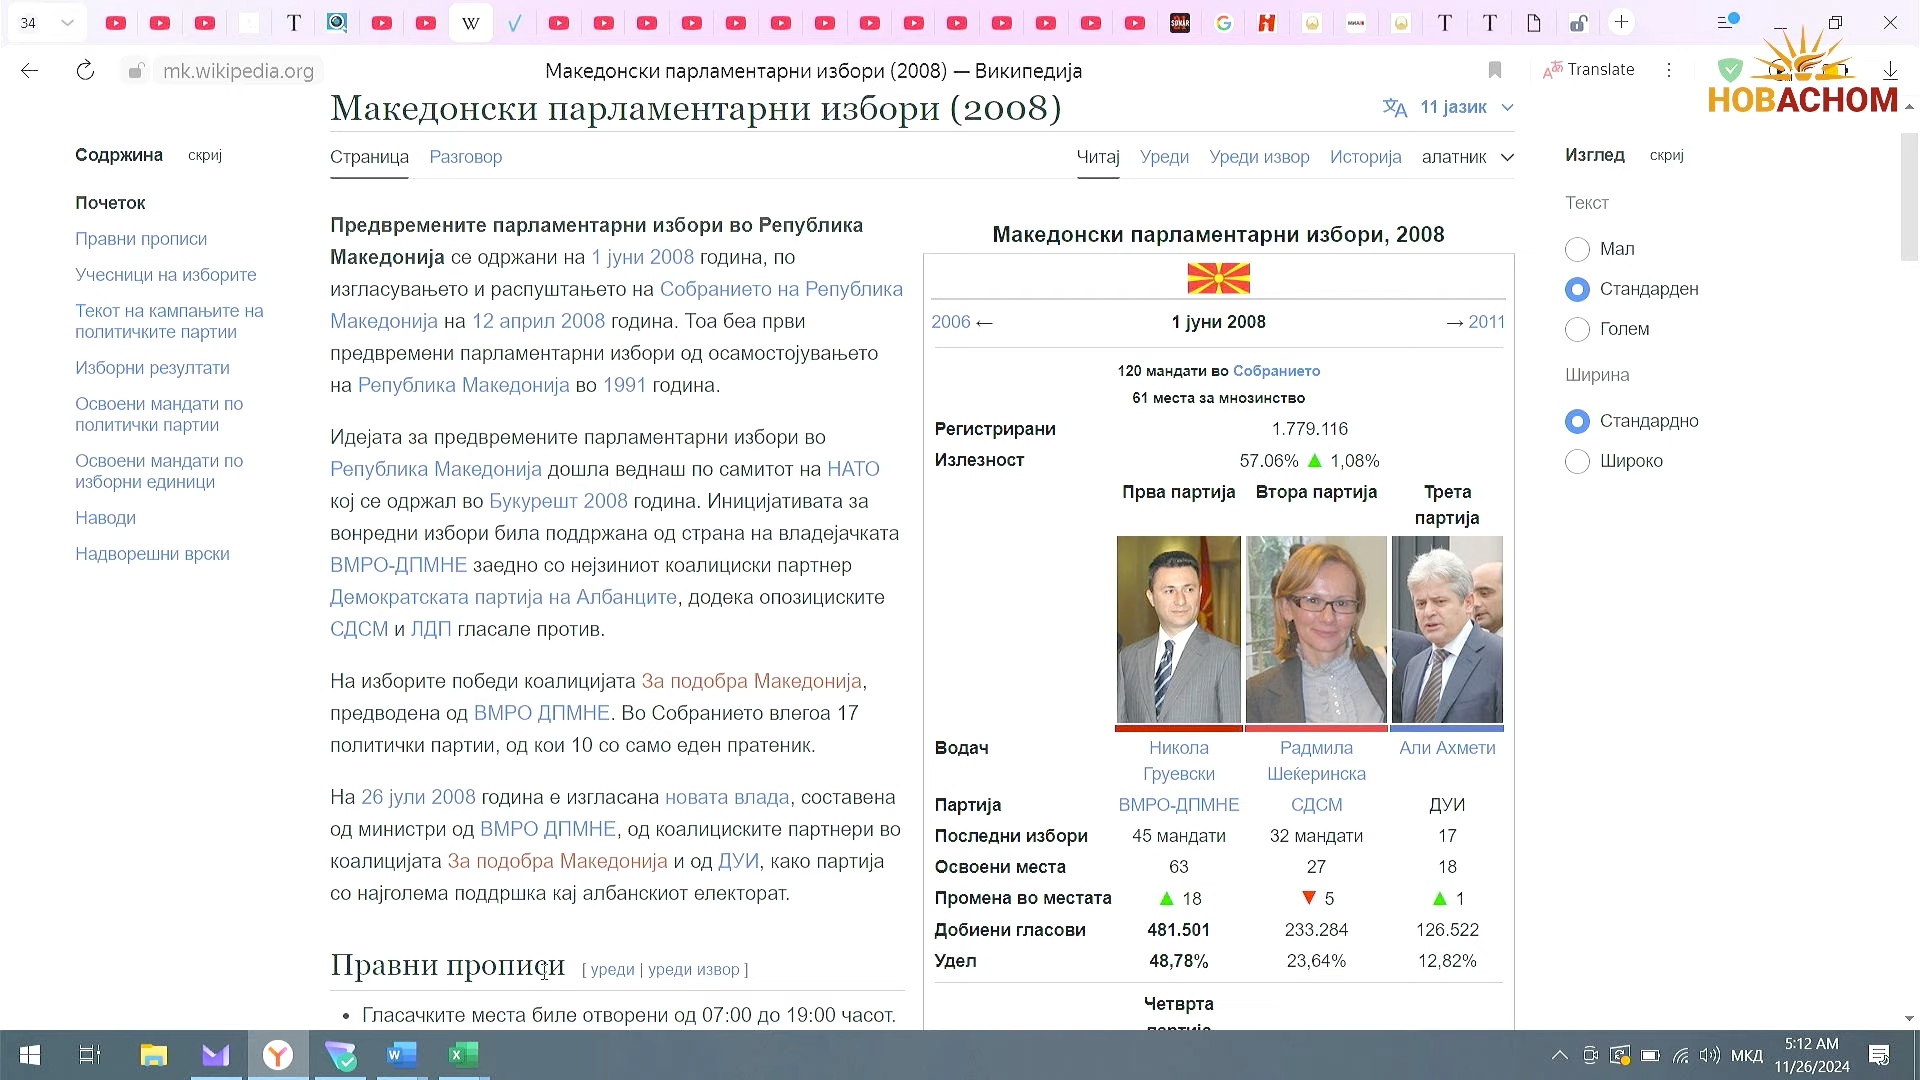 34
W
T
SONAR 21
G
H
МИА
T
T
mk.wikipedia.org
Македонски парламентарни избори (2008) — Википедија
Translate
НОВАСНОМ
Македонски парламентарни избори (2008)
11 јазик
Содржина скриј
Почеток
Правни прописи
Учесници на изборите
Текот на кампањите на
политичките партии
Изборни резултати
Освоени мандати по
политички партии
Освоени мандати по
изборни единици
Наводи
Надворешни врски
Страница Разговор
Читај Уреди Уреди извор Историја алатник
Предвремените парламентарни избори во Република
Македонија се одржани на 1 јуни 2008 година, по
изгласувањето и распуштањето на Собранието на Република
Македонија на 12 април 2008 година. Тоа беа први
предвремени парламентарни избори од осамостојувањето
на Република Македонија во 1991 година.
Идејата за предвремените парламентарни избори во
Република Македонија дошла веднаш по самитот на НАТО
кој се одржал во Букурешт 2008 година. Иницијативата за
вонредни избори била поддржана од страна на владејачката
ВМРО-ДПМНЕ заедно со нејзиниот коалициски партнер
Демократската партија на Албанците, додека опозициските
СДСМ и ЛДП гласале против.
На изборите победи коалицијата За подобра Македонија,
предводена од ВМРО ДПМНЕ. Во Собранието влегоа 17
политички партии, од кои 10 со само еден пратеник.
На 26 јули 2008 година е изгласана новата влада, составена
од министри од ВМРО ДПМНЕ, од коалициските партнери во
коалицијата За подобра Македонија и од ДУИ, како партија
со најголема поддршка кај албанскиот електорат.
Правни прописи [ уреди | уреди извор ]
• Гласачките места биле отворени од 07:00 до 19:00 часот.
Македонски парламентарни избори, 2008
2006 ← 1 јуни 2008 → 2011
120 мандати во Собранието
61 места за мнозинство
Регистрирани 1.779.116
Излезност 57.06% ▲ 1,08%
Прва партија Втора партија Трета
партија
Водач Никола Радмила Али Ахмети
Груевски Шеќеринска
Партија ВМРО-ДПМНЕ СДСМ ДУИ
Последни избори 45 мандати 32 мандати 17
Освоени места 63 27 18
Промена во местата ▲ 18 ▼ 5 ▲ 1
Добиени гласови 481.501 233.284 126.522
Удел 48,78% 23,64% 12,82%
Четврта
партија
Изглед скриј
Текст
Мал
Стандарден
Голем
Ширина
Стандардно
Широко
МКД
5:12 AM
11/26/2024